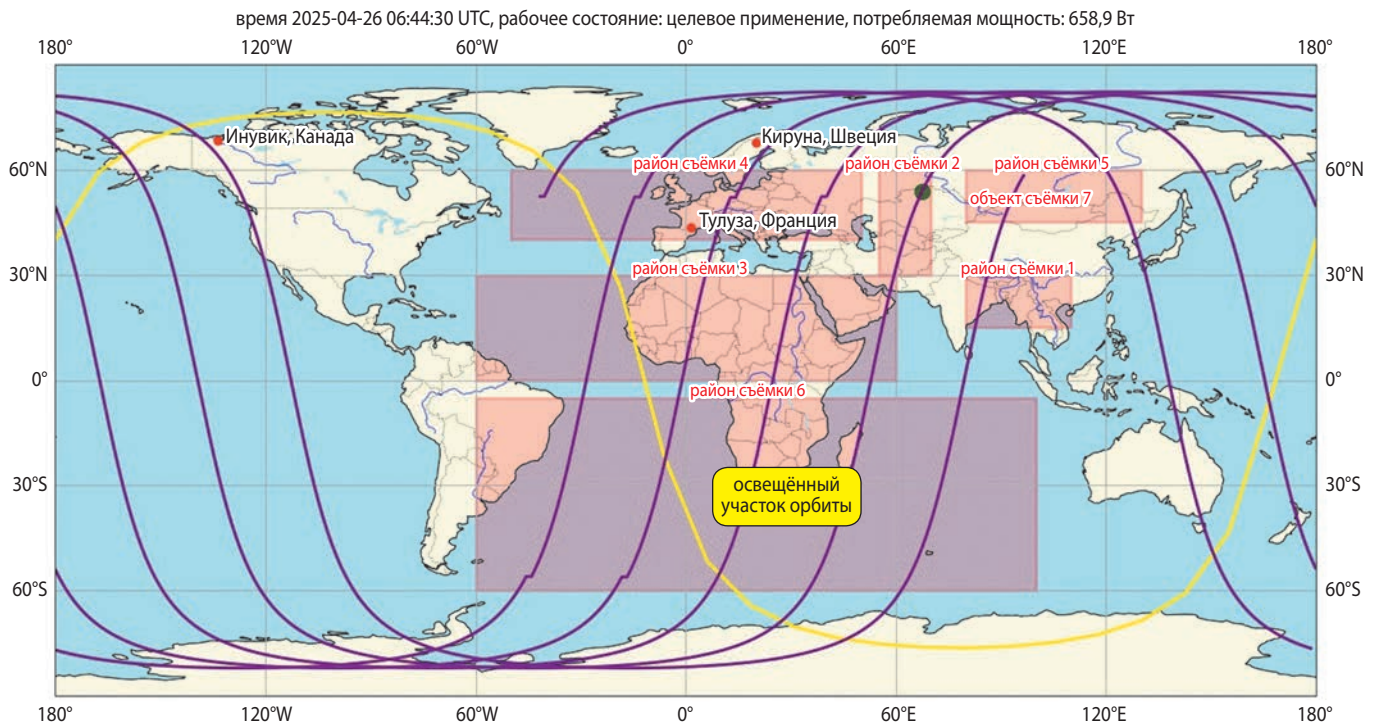 время 2025-04-26 06:44:30 UTC, рабочее состояние: целевое применение, потребляемая мощность: 658,9 Вт
180° 120°W 60°W 0° 60°E 120°E 180°
Инувик, Канада
Кируна, Швеция
район съёмки 4
район съёмки 2
район съёмки 5
60°N
60°N
объект съёмки 7
Тулуза, Франция
район съёмки 3
район съёмки 1
30°N
30°N
0°
0°
район съёмки 6
30°S
30°S
освещённый
участок орбиты
60°S
60°S
180° 120°W 60°W 0° 60°E 120°E 180°